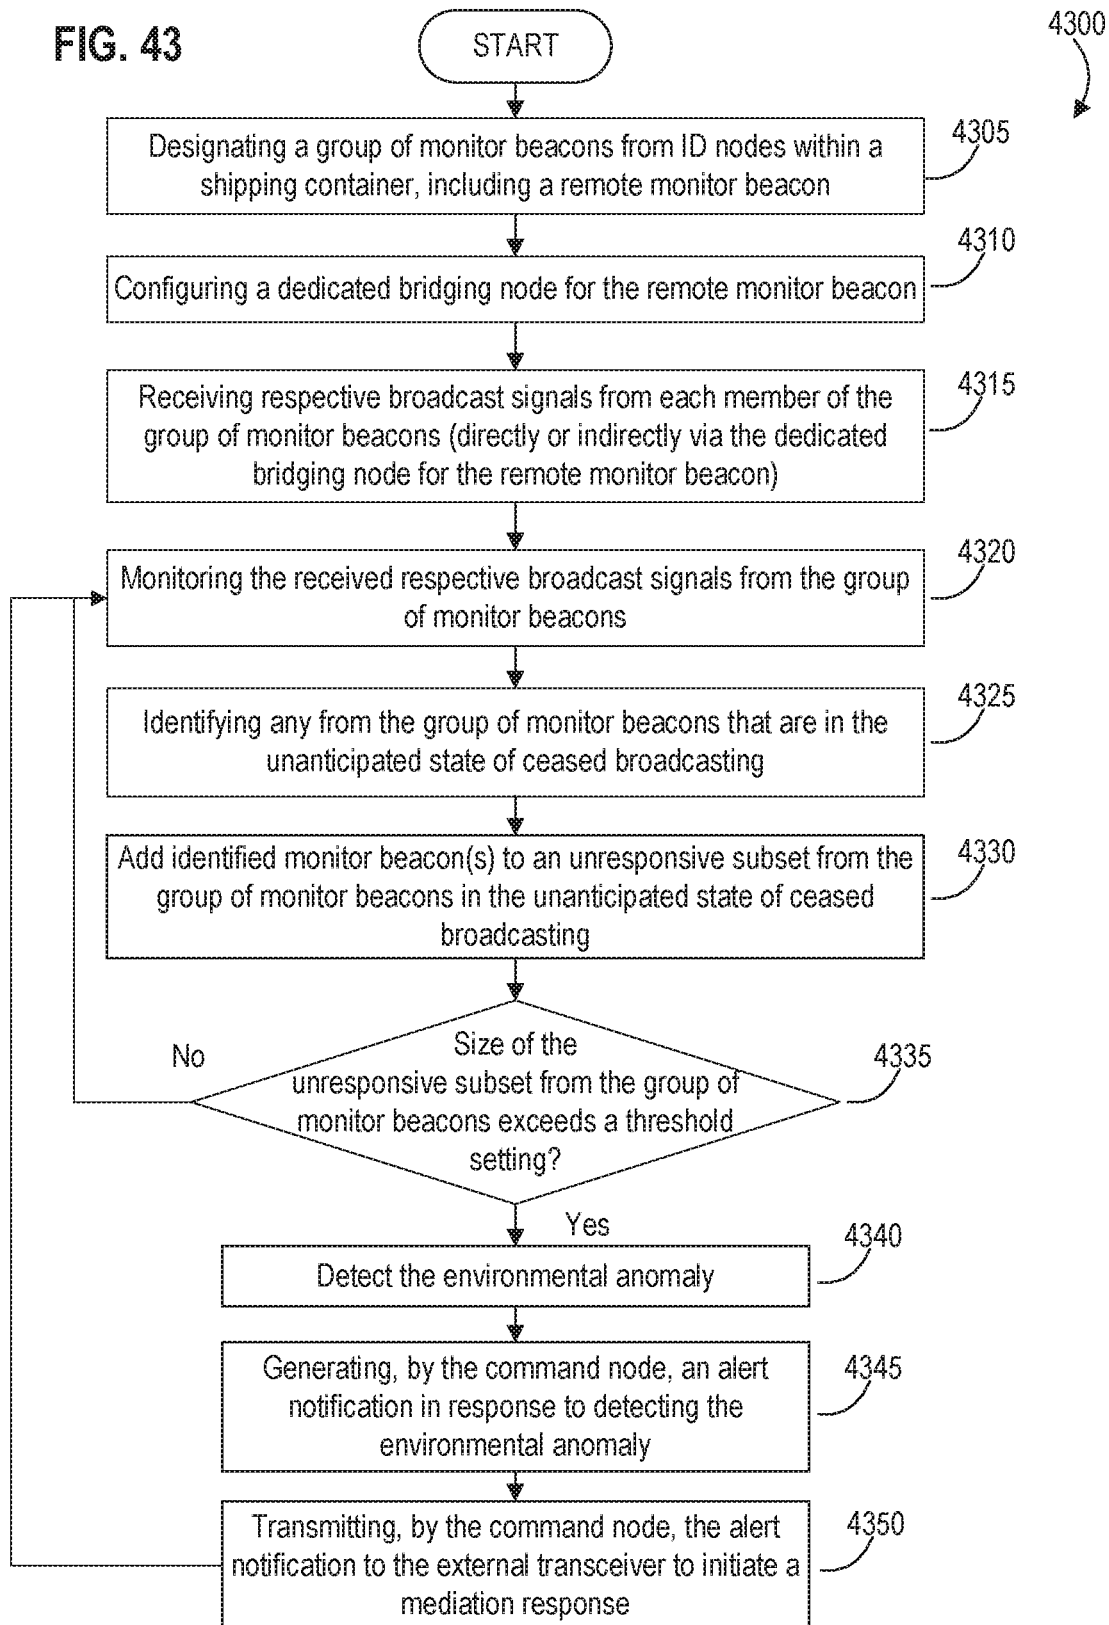 FIG. 43
START
4300
Designating a group of monitor beacons from ID nodes within a
shipping container, including a remote monitor beacon
4305
Configuring a dedicated bridging node for the remote monitor beacon
4310
Receiving respective broadcast signals from each member of the
group of monitor beacons (directly or indirectly via the dedicated
bridging node for the remote monitor beacon)
4315
Monitoring the received respective broadcast signals from the group
of monitor beacons
4320
Identifying any from the group of monitor beacons that are in the
unanticipated state of ceased broadcasting
4325
Add identified monitor beacon(s) to an unresponsive subset from the
group of monitor beacons in the unanticipated state of ceased
broadcasting
4330
No
Size of the
unresponsive subset from the group of
monitor beacons exceeds a threshold
setting?
4335
Yes
Detect the environmental anomaly
4340
Generating, by the command node, an alert
notification in response to detecting the
environmental anomaly
4345
Transmitting, by the command node, the alert
notification to the external transceiver to initiate a
mediation response
4350